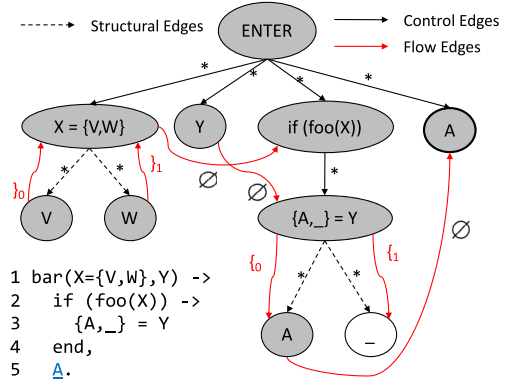 Structural Edges
Control Edges
Flow Edges
ENTER
* * * *
X = {V,W}
Y
if (foo(X))
A
* *
}0
}1
∅
∅
*
V
W
{A,_} = Y
∅
{0
{1
* *
A
_
1 bar(X={V,W},Y) ->
2 if (foo(X)) ->
3 {A,_} = Y
4 end,
5 A.